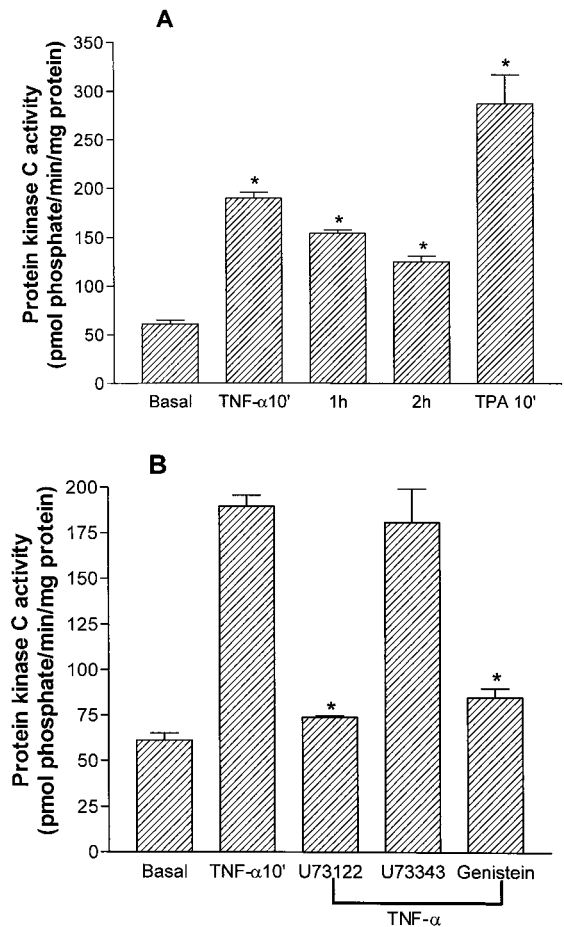 A
Protein kinase C activity
(pmol phosphate/min/mg protein)
350
300
250
200
150
100
50
0
*
*
*
*
Basal TNF-α10' 1h 2h TPA 10'
B
Protein kinase C activity
(pmol phosphate/min/mg protein)
200
175
150
125
100
75
50
25
0
*
*
Basal TNF-α10' U73122 U73343 Genistein
TNF-α